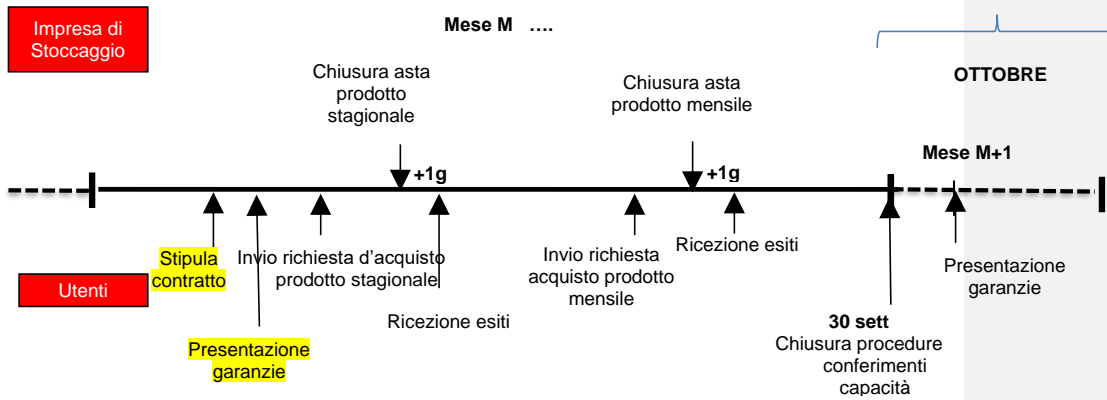 Impresa di
Stoccaggio
Mese M ....
Chiusura asta
prodotto
stagionale
Chiusura asta
prodotto mensile
OTTOBRE
Mese M+1
+1g
+1g
Stipula
contratto
Invio richiesta d'acquisto
prodotto stagionale
Invio richiesta
acquisto prodotto
mensile
Ricezione esiti
Presentazione
garanzie
Utenti
Ricezione esiti
30 sett
Chiusura procedure
conferimenti
capacità
Presentazione
garanzie